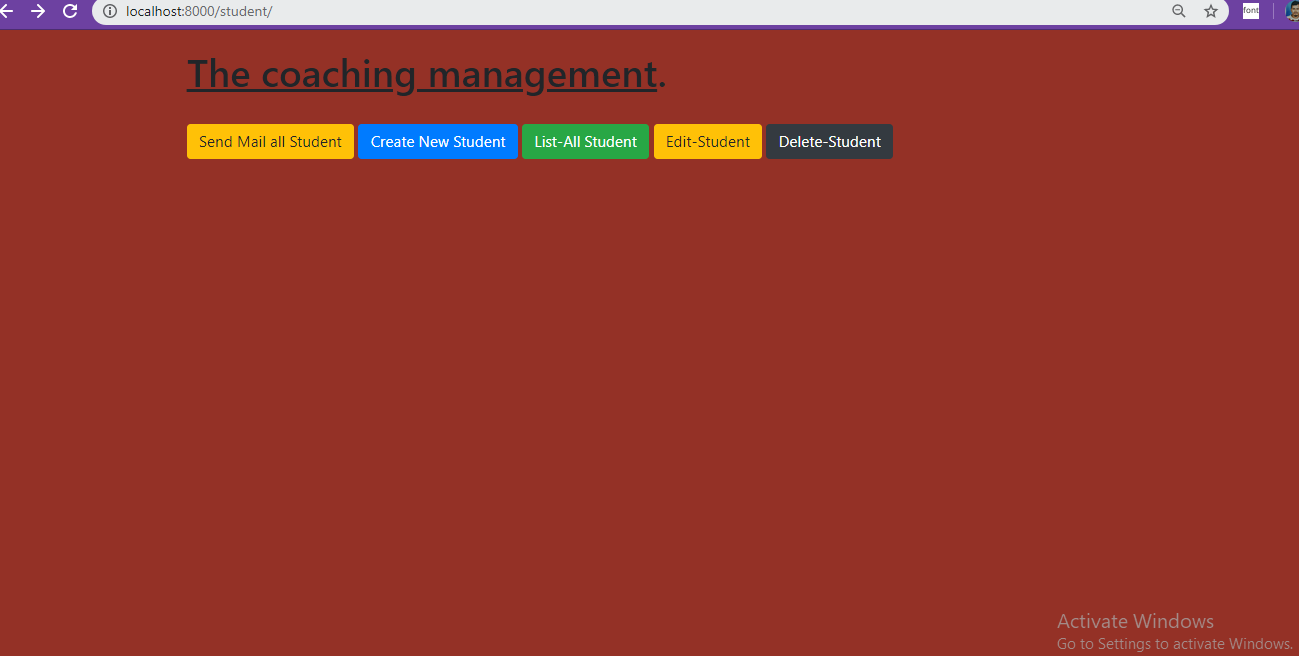 localhost:8000/student/
font
The coaching management.
Send Mail all Student Create New Student List-All Student Edit-Student Delete-Student
Activate Windows
Go to Settings to activate Windows.